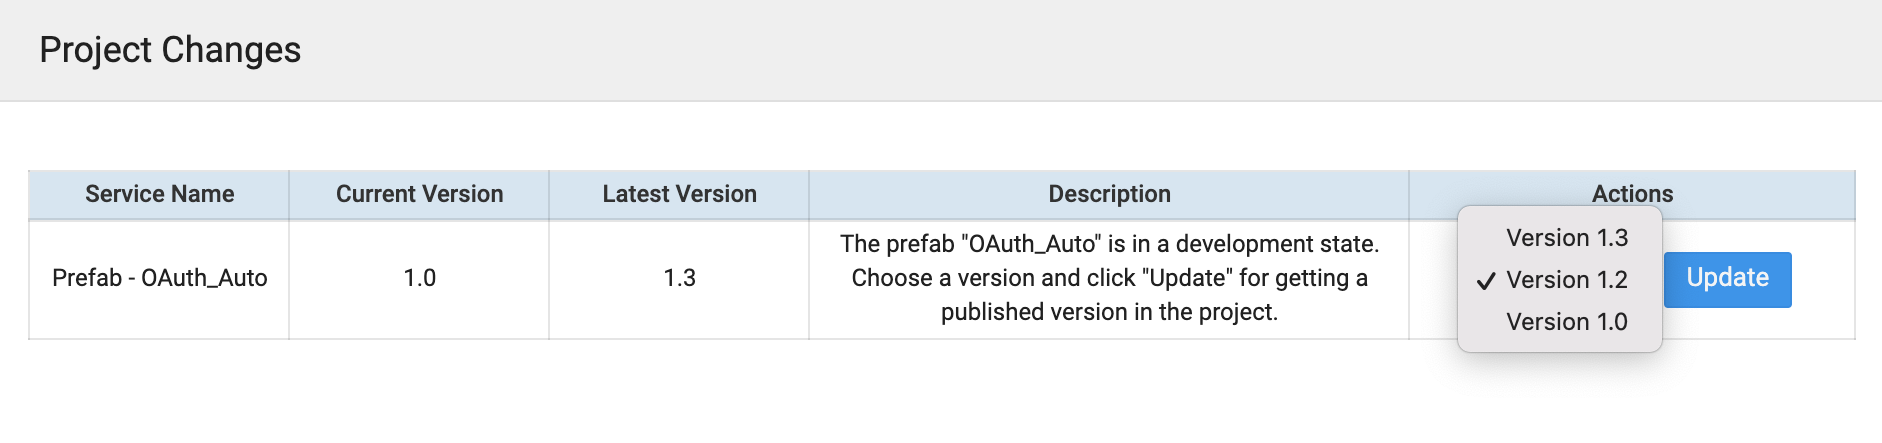 Project Changes
Service Name Current Version Latest Version Description Actions
Prefab - OAuth_Auto 1.0 1.3
The prefab "OAuth_Auto" is in a development state.
Choose a version and click "Update" for getting a
published version in the project.
Version 1.3
✓ Version 1.2
Version 1.0
Update